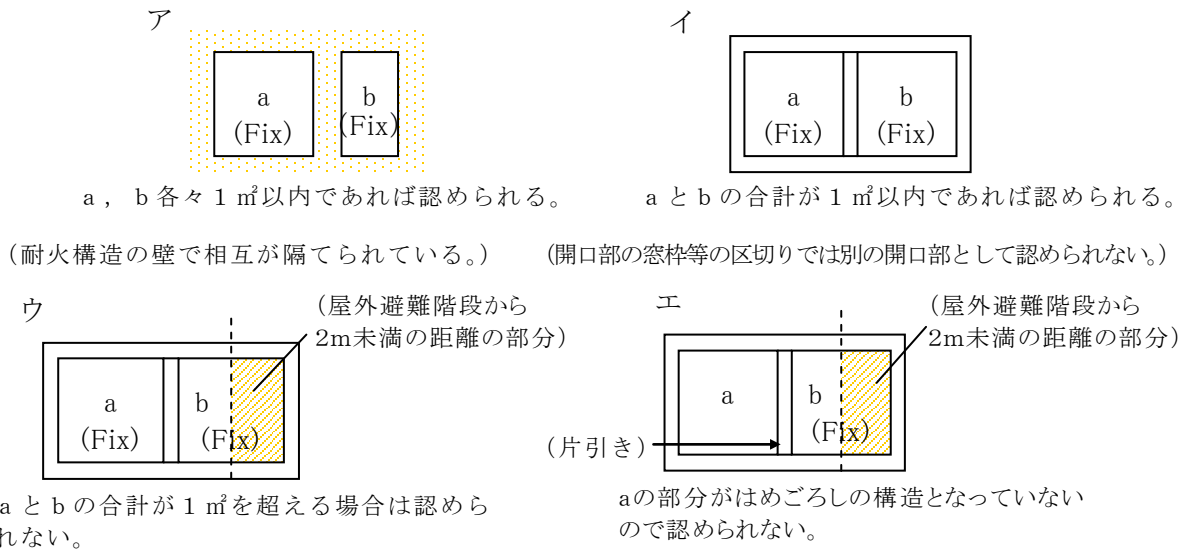 ア
a
(Fix)
b
(Fix)
a，b各々1㎡以内であれば認められる。
(耐火構造の壁で相互が隔てられている。)
イ
a
(Fix)
b
(Fix)
aとbの合計が1㎡以内であれば認められる。
(開口部の窓枠等の区切りでは別の開口部として認められない。)
ウ
(屋外避難階段から
2m未満の距離の部分)
a
(Fix)
b
(Fix)
aとbの合計が1㎡を超える場合は認めら
れない。
エ
(屋外避難階段から
2m未満の距離の部分)
a
b
(Fix)
(片引き)
aの部分がはめごろしの構造となっていない
ので認められない。